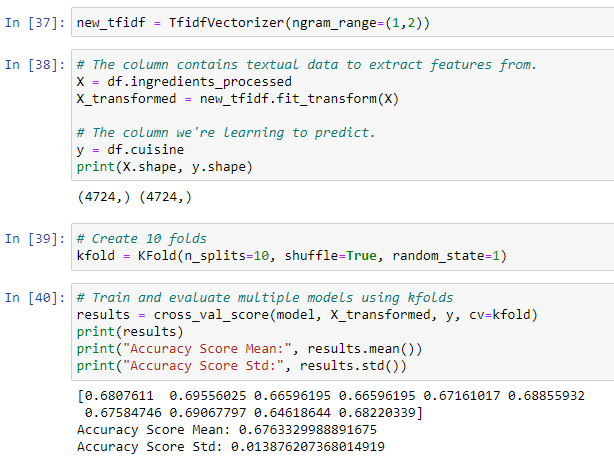 In [37]: new_tfidf = TfidfVectorizer(ngram_range=(1,2))
In [38]: # The column contains textual data to extract features from.
X = df.ingredients_processed
X_transformed = new_tfidf.fit_transform(X)
# The column we're learning to predict.
y = df.cuisine
print(X.shape, y.shape)
(4724,) (4724,)
In [39]: # Create 10 folds
kfold = KFold(n_splits=10, shuffle=True, random_state=1)
In [40]: # Train and evaluate multiple models using kfolds
results = cross_val_score(model, X_transformed, y, cv=kfold)
print(results)
print("Accuracy Score Mean:", results.mean())
print("Accuracy Score Std:", results.std())
[0.6807611  0.69556025 0.66596195 0.66596195 0.67161017 0.68855932
 0.67584746 0.69067797 0.64618644 0.68220339]
Accuracy Score Mean: 0.6763329988891675
Accuracy Score Std: 0.013876207368014919